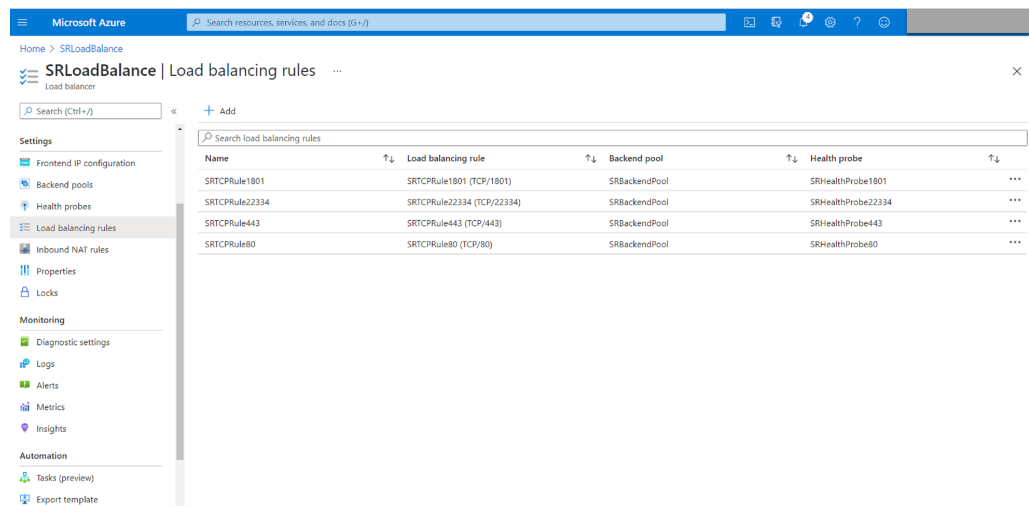 Microsoft Azure
Search resources, services, and docs (G+/)
4
Home > SRLoadBalance
SRLoadBalance | Load balancing rules ...
Load balancer
Search (Ctrl+/)
«
+ Add
Search load balancing rules
Name ↑↓ Load balancing rule ↑↓ Backend pool ↑↓ Health probe ↑↓
SRTCPRule1801 SRTCPRule1801 (TCP/1801) SRBackendPool SRHealthProbe1801 ...
SRTCPRule22334 SRTCPRule22334 (TCP/22334) SRBackendPool SRHealthProbe22334 ...
SRTCPRule443 SRTCPRule443 (TCP/443) SRBackendPool SRHealthProbe443 ...
SRTCPRule80 SRTCPRule80 (TCP/80) SRBackendPool SRHealthProbe80 ...
Settings
Frontend IP configuration
Backend pools
Health probes
Load balancing rules
Inbound NAT rules
Properties
Locks
Monitoring
Diagnostic settings
Logs
Alerts
Metrics
Insights
Automation
Tasks (preview)
Export template